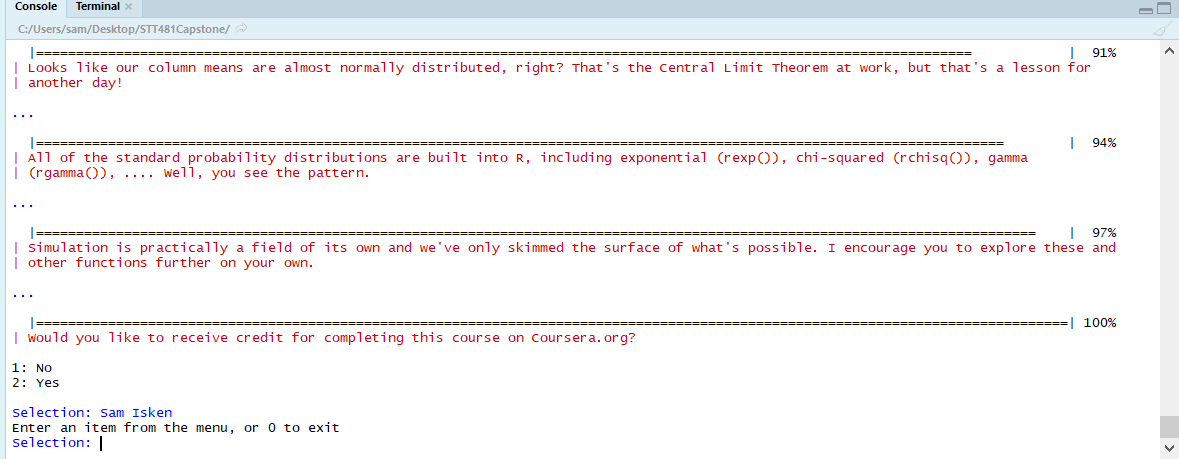 Console Terminal ×
C:/Users/sam/Desktop/STT481Capstone/
|==================================================================================================================== | 91%
| Looks like our column means are almost normally distributed, right? That's the Central Limit Theorem at work, but that's a lesson for
| another day!
...
|======================================================================================================================== | 94%
| All of the standard probability distributions are built into R, including exponential (rexp()), chi-squared (rchisq()), gamma
| (rgamma()), .... Well, you see the pattern.
...
|============================================================================================================================ | 97%
| Simulation is practically a field of its own and we've only skimmed the surface of what's possible. I encourage you to explore these and
| other functions further on your own.
...
|=================================================================================================================================| 100%
| Would you like to receive credit for completing this course on Coursera.org?
1: No
2: Yes
Selection: Sam Isken
Enter an item from the menu, or 0 to exit
Selection: